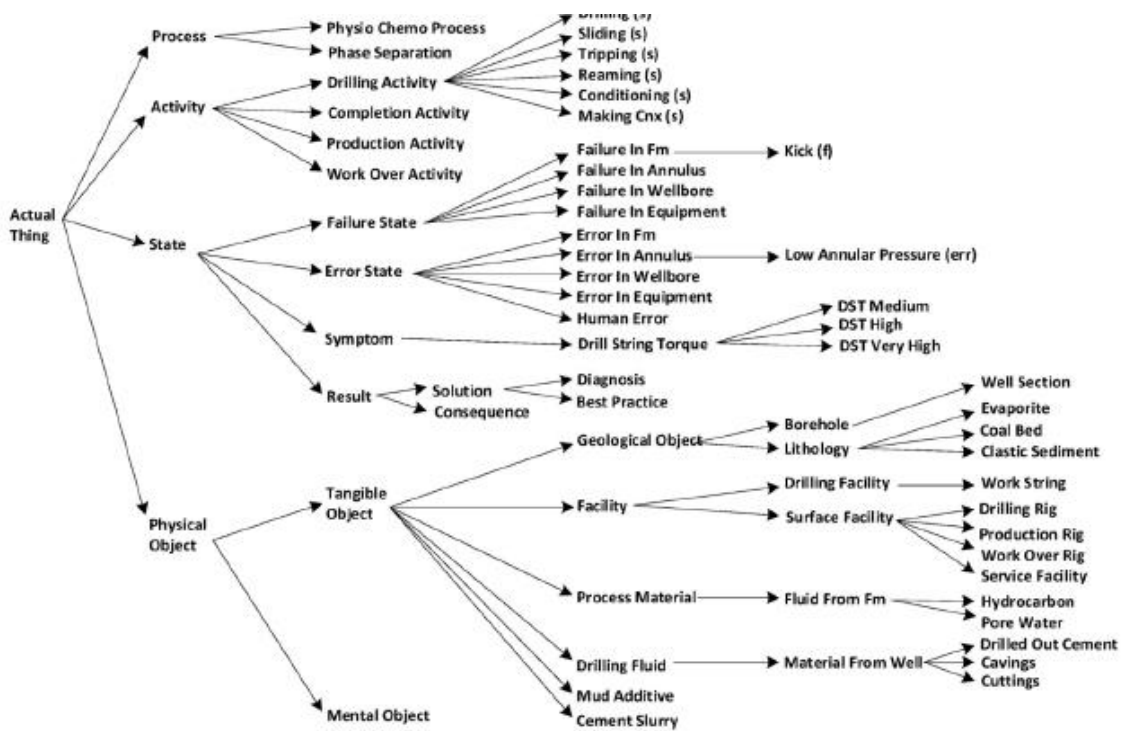 Drilling (s)
Process
Physio Chemo Process
Sliding (s)
Phase Separation
Tripping (s)
Drilling Activity
Reaming (s)
Activity
Conditioning (s)
Completion Activity
Making Cnx (s)
Production Activity
Failure In Fm
Kick (f)
Work Over Activity
Failure In Annulus
Failure In Wellbore
Actual
Thing
Failure State
Failure In Equipment
State
Error In Fm
Error In Annulus
Low Annular Pressure (err)
Error State
Error In Wellbore
Error In Equipment
DST Medium
Human Error
DST High
Symptom
Drill String Torque
DST Very High
Diagnosis
Well Section
Result
Solution
Best Practice
Consequence
Evaporite
Borehole
Geological Object
Coal Bed
Lithology
Clastic Sediment
Drilling Facility
Work String
Tangible
Object
Facility
Drilling Rig
Surface Facility
Physical
Object
Production Rig
Work Over Rig
Service Facility
Process Material
Fluid From Fm
Hydrocarbon
Pore Water
Drilled Out Cement
Drilling Fluid
Material From Well
Cavings
Cuttings
Mud Additive
Mental Object
Cement Slurry